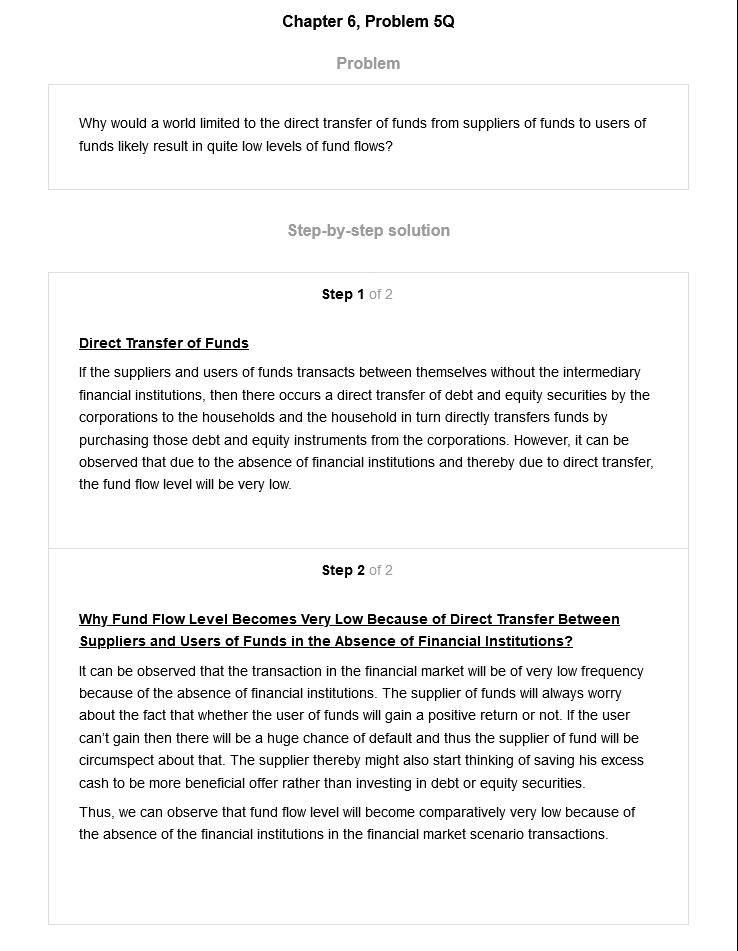 Chapter 6, Problem 5Q
Problem
Why would a world limited to the direct transfer of funds from suppliers of funds to users of
funds likely result in quite low levels of fund flows?
Step-by-step solution
Step 1 of 2
Direct Transfer of Funds
If the suppliers and users of funds transacts between themselves without the intermediary
financial institutions, then there occurs a direct transfer of debt and equity securities by the
corporations to the households and the household in turn directly transfers funds by
purchasing those debt and equity instruments from the corporations. However, it can be
observed that due to the absence of financial institutions and thereby due to direct transfer,
the fund flow level will be very low.
Step 2 of 2
Why Fund Flow Level Becomes Very Low Because of Direct Transfer Between
Suppliers and Users of Funds in the Absence of Financial Institutions?
It can be observed that the transaction in the financial market will be of very low frequency
because of the absence of financial institutions. The supplier of funds will always worry
about the fact that whether the user of funds will gain a positive return or not. If the user
can't gain then there will be a huge chance of default and thus the supplier of fund will be
circumspect about that. The supplier thereby might also start thinking of saving his excess
cash to be more beneficial offer rather than investing in debt or equity securities.
Thus, we can observe that fund flow level will become comparatively very low because of
the absence of the financial institutions in the financial market scenario transactions.